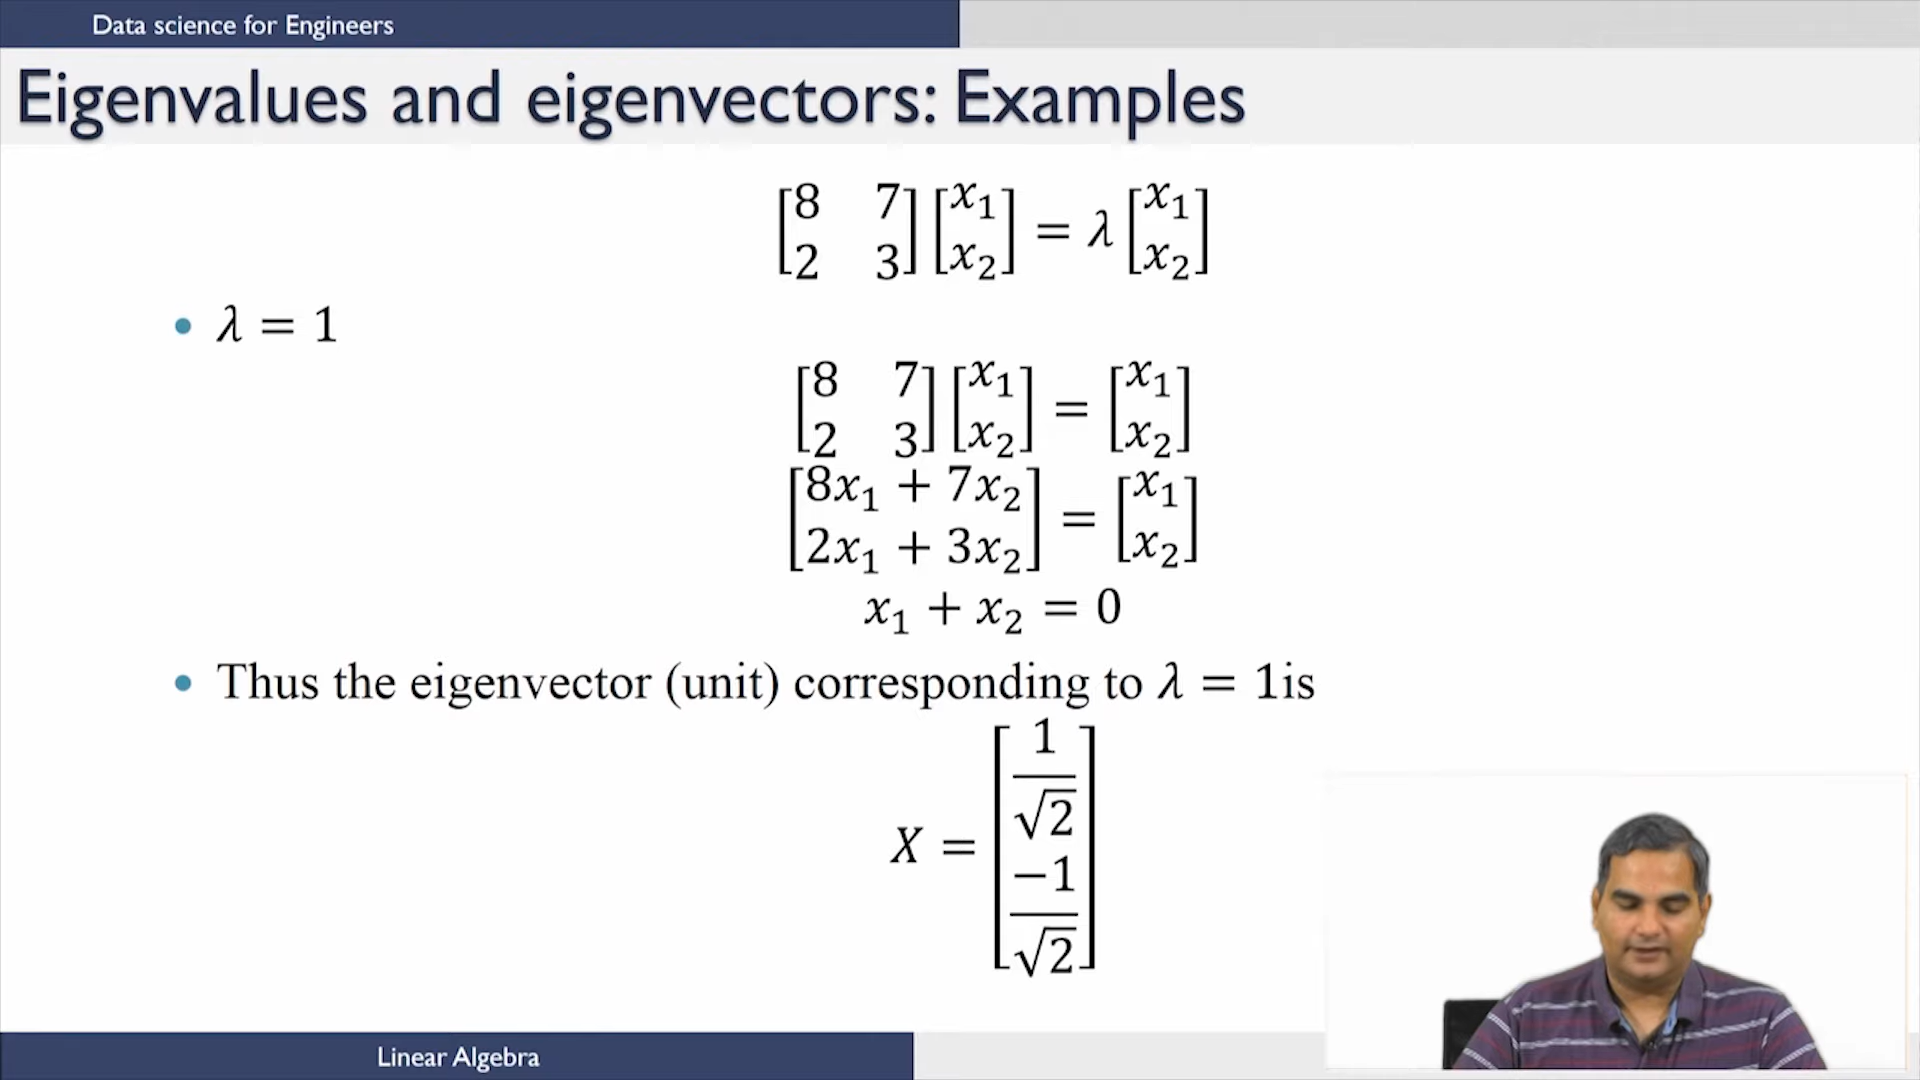 Data science for Engineers
Eigenvalues and eigenvectors: Examples
[8 7; 2 3] [x₁; x₂] = λ [x₁; x₂]
• λ = 1
[8 7; 2 3] [x₁; x₂] = [x₁; x₂]
[8x₁ + 7x₂; 2x₁ + 3x₂] = [x₁; x₂]
x₁ + x₂ = 0
• Thus the eigenvector (unit) corresponding to λ = 1is
X = [1/√2; −1/√2]
Linear Algebra